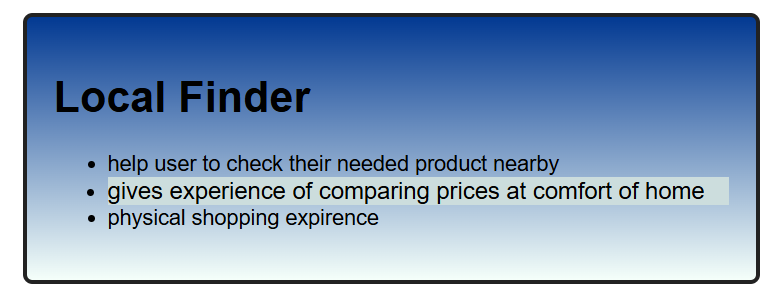 Local Finder
help user to check their needed product nearby
gives experience of comparing prices at comfort of home
physical shopping expirence